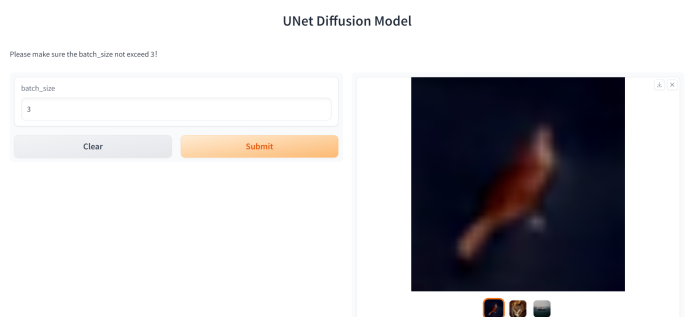 UNet Diffusion Model
Please make sure the batch_size not exceed 3!
batch_size
3
Clear
Submit